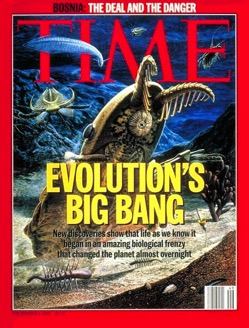 BOSNIA: THE DEAL AND THE DANGER
TIME
EVOLUTION'S
BIG BANG
New discoveries show that life as we know it
began in an amazing biological frenzy
that changed the planet almost overnight